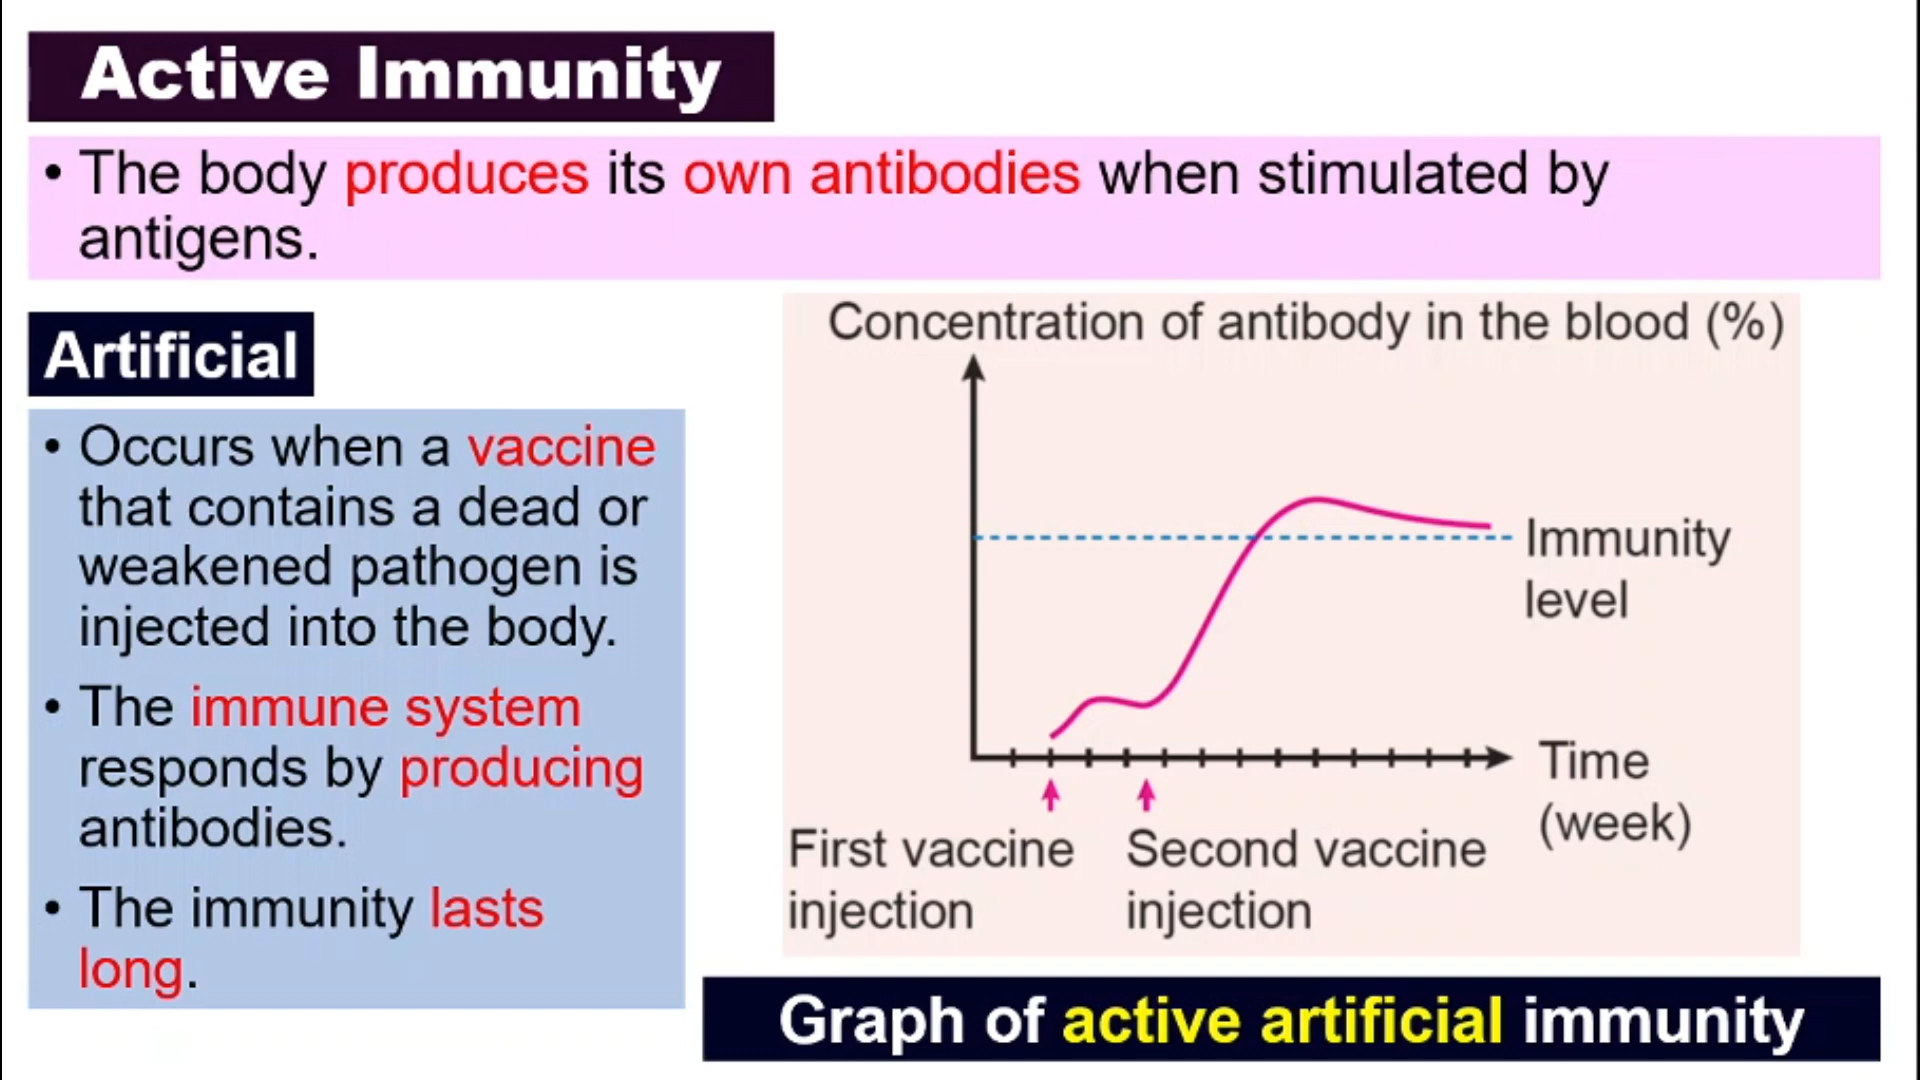 Active Immunity
• The body produces its own antibodies when stimulated by
antigens.
Artificial
• Occurs when a vaccine
that contains a dead or
weakened pathogen is
injected into the body.
• The immune system
responds by producing
antibodies.
• The immunity lasts
long.
Concentration of antibody in the blood (%)
Immunity
level
Time
(week)
First vaccine
injection
Second vaccine
injection
Graph of active artificial immunity